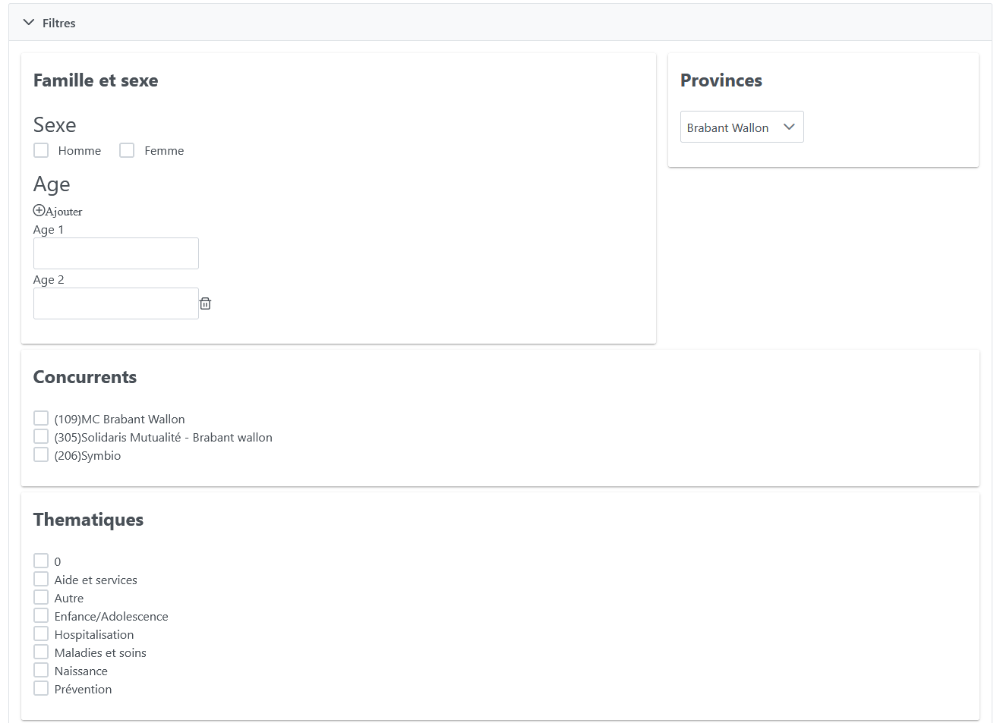 Filtres
Famille et sexe
Sexe
Homme Femme
Age
Ajouter
Age 1
Age 2
Provinces
Brabant Wallon
Concurrents
(109)MC Brabant Wallon
(305)Solidaris Mutualité - Brabant wallon
(206)Symbio
Thematiques
0
Aide et services
Autre
Enfance/Adolescence
Hospitalisation
Maladies et soins
Naissance
Prévention